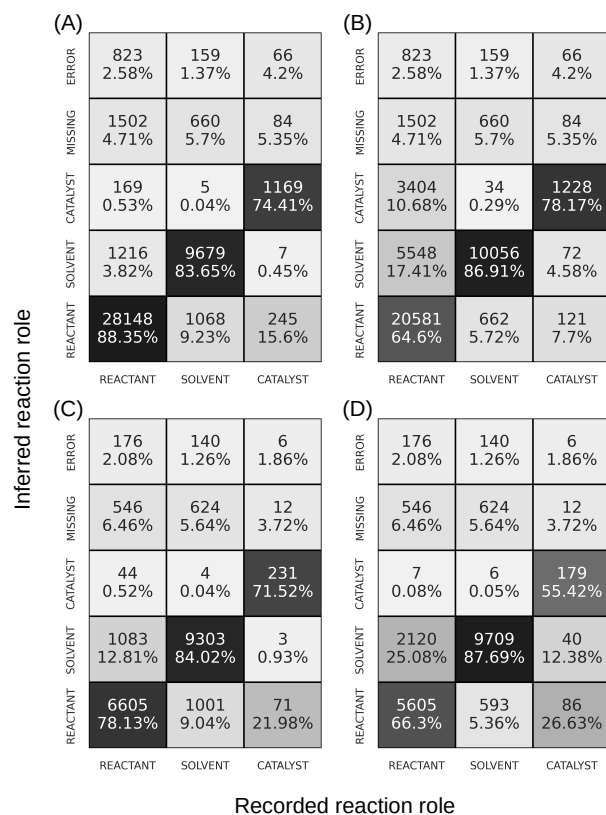 (A)
(B)
ERROR
823 159 66
2.58% 1.37% 4.2%
ERROR
823 159 66
2.58% 1.37% 4.2%
MISSING
1502 660 84
4.71% 5.7% 5.35%
MISSING
1502 660 84
4.71% 5.7% 5.35%
CATALYST
169 5 1169
0.53% 0.04% 74.41%
CATALYST
3404 34 1228
10.68% 0.29% 78.17%
SOLVENT
1216 9679 7
3.82% 83.65% 0.45%
SOLVENT
5548 10056 72
17.41% 86.91% 4.58%
REACTANT
28148 1068 245
88.35% 9.23% 15.6%
REACTANT
20581 662 121
64.6% 5.72% 7.7%
REACTANT SOLVENT CATALYST
REACTANT SOLVENT CATALYST
Inferred reaction role
(C)
(D)
ERROR
176 140 6
2.08% 1.26% 1.86%
ERROR
176 140 6
2.08% 1.26% 1.86%
MISSING
546 624 12
6.46% 5.64% 3.72%
MISSING
546 624 12
6.46% 5.64% 3.72%
CATALYST
44 4 231
0.52% 0.04% 71.52%
CATALYST
7 6 179
0.08% 0.05% 55.42%
SOLVENT
1083 9303 3
12.81% 84.02% 0.93%
SOLVENT
2120 9709 40
25.08% 87.69% 12.38%
REACTANT
6605 1001 71
78.13% 9.04% 21.98%
REACTANT
5605 593 86
66.3% 5.36% 26.63%
REACTANT SOLVENT CATALYST
REACTANT SOLVENT CATALYST
Recorded reaction role